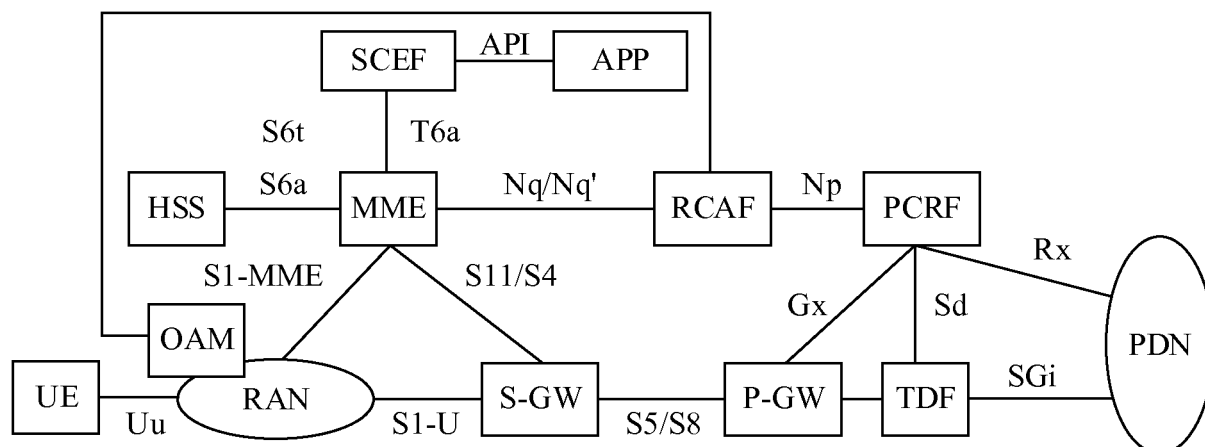 API
SCEF
APP
S6t
T6a
S6a
Nq/Nq'
Np
HSS
MME
RCAF
PCRF
S1-MME
S11/S4
Rx
Gx
Sd
OAM
PDN
SGi
UE
RAN
S-GW
P-GW
TDF
Uu
S1-U
S5/S8